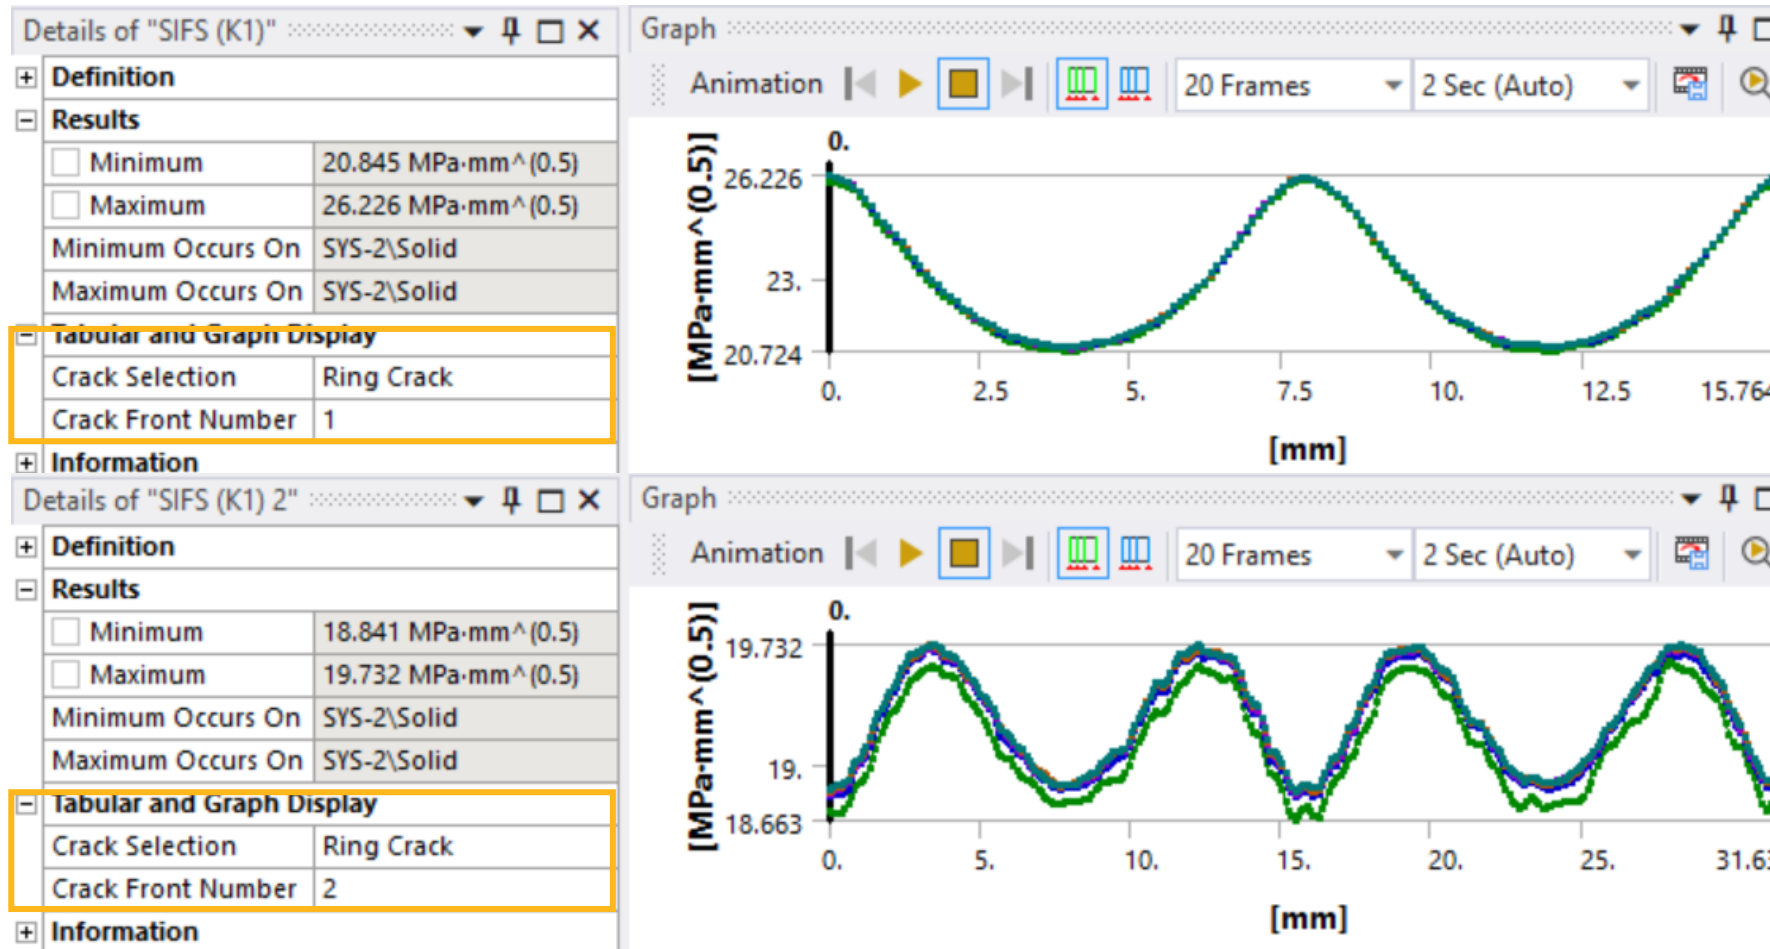 Details of "SIFS (K1)"
Definition
Results
Minimum 20.845 MPa·mm^(0.5)
Maximum 26.226 MPa·mm^(0.5)
Minimum Occurs On SYS-2\Solid
Maximum Occurs On SYS-2\Solid
Tabular and Graph Display
Crack Selection Ring Crack
Crack Front Number 1
Information
Graph
Animation 20 Frames 2 Sec (Auto)
0.
[MPa·mm^(0.5)]
26.226
23.
20.724
0. 2.5 5. 7.5 10. 12.5 15.764
[mm]
Details of "SIFS (K1) 2"
Definition
Results
Minimum 18.841 MPa·mm^(0.5)
Maximum 19.732 MPa·mm^(0.5)
Minimum Occurs On SYS-2\Solid
Maximum Occurs On SYS-2\Solid
Tabular and Graph Display
Crack Selection Ring Crack
Crack Front Number 2
Information
Graph
Animation 20 Frames 2 Sec (Auto)
0.
[MPa·mm^(0.5)]
19.732
19.
18.663
0. 5. 10. 15. 20. 25.
[mm]